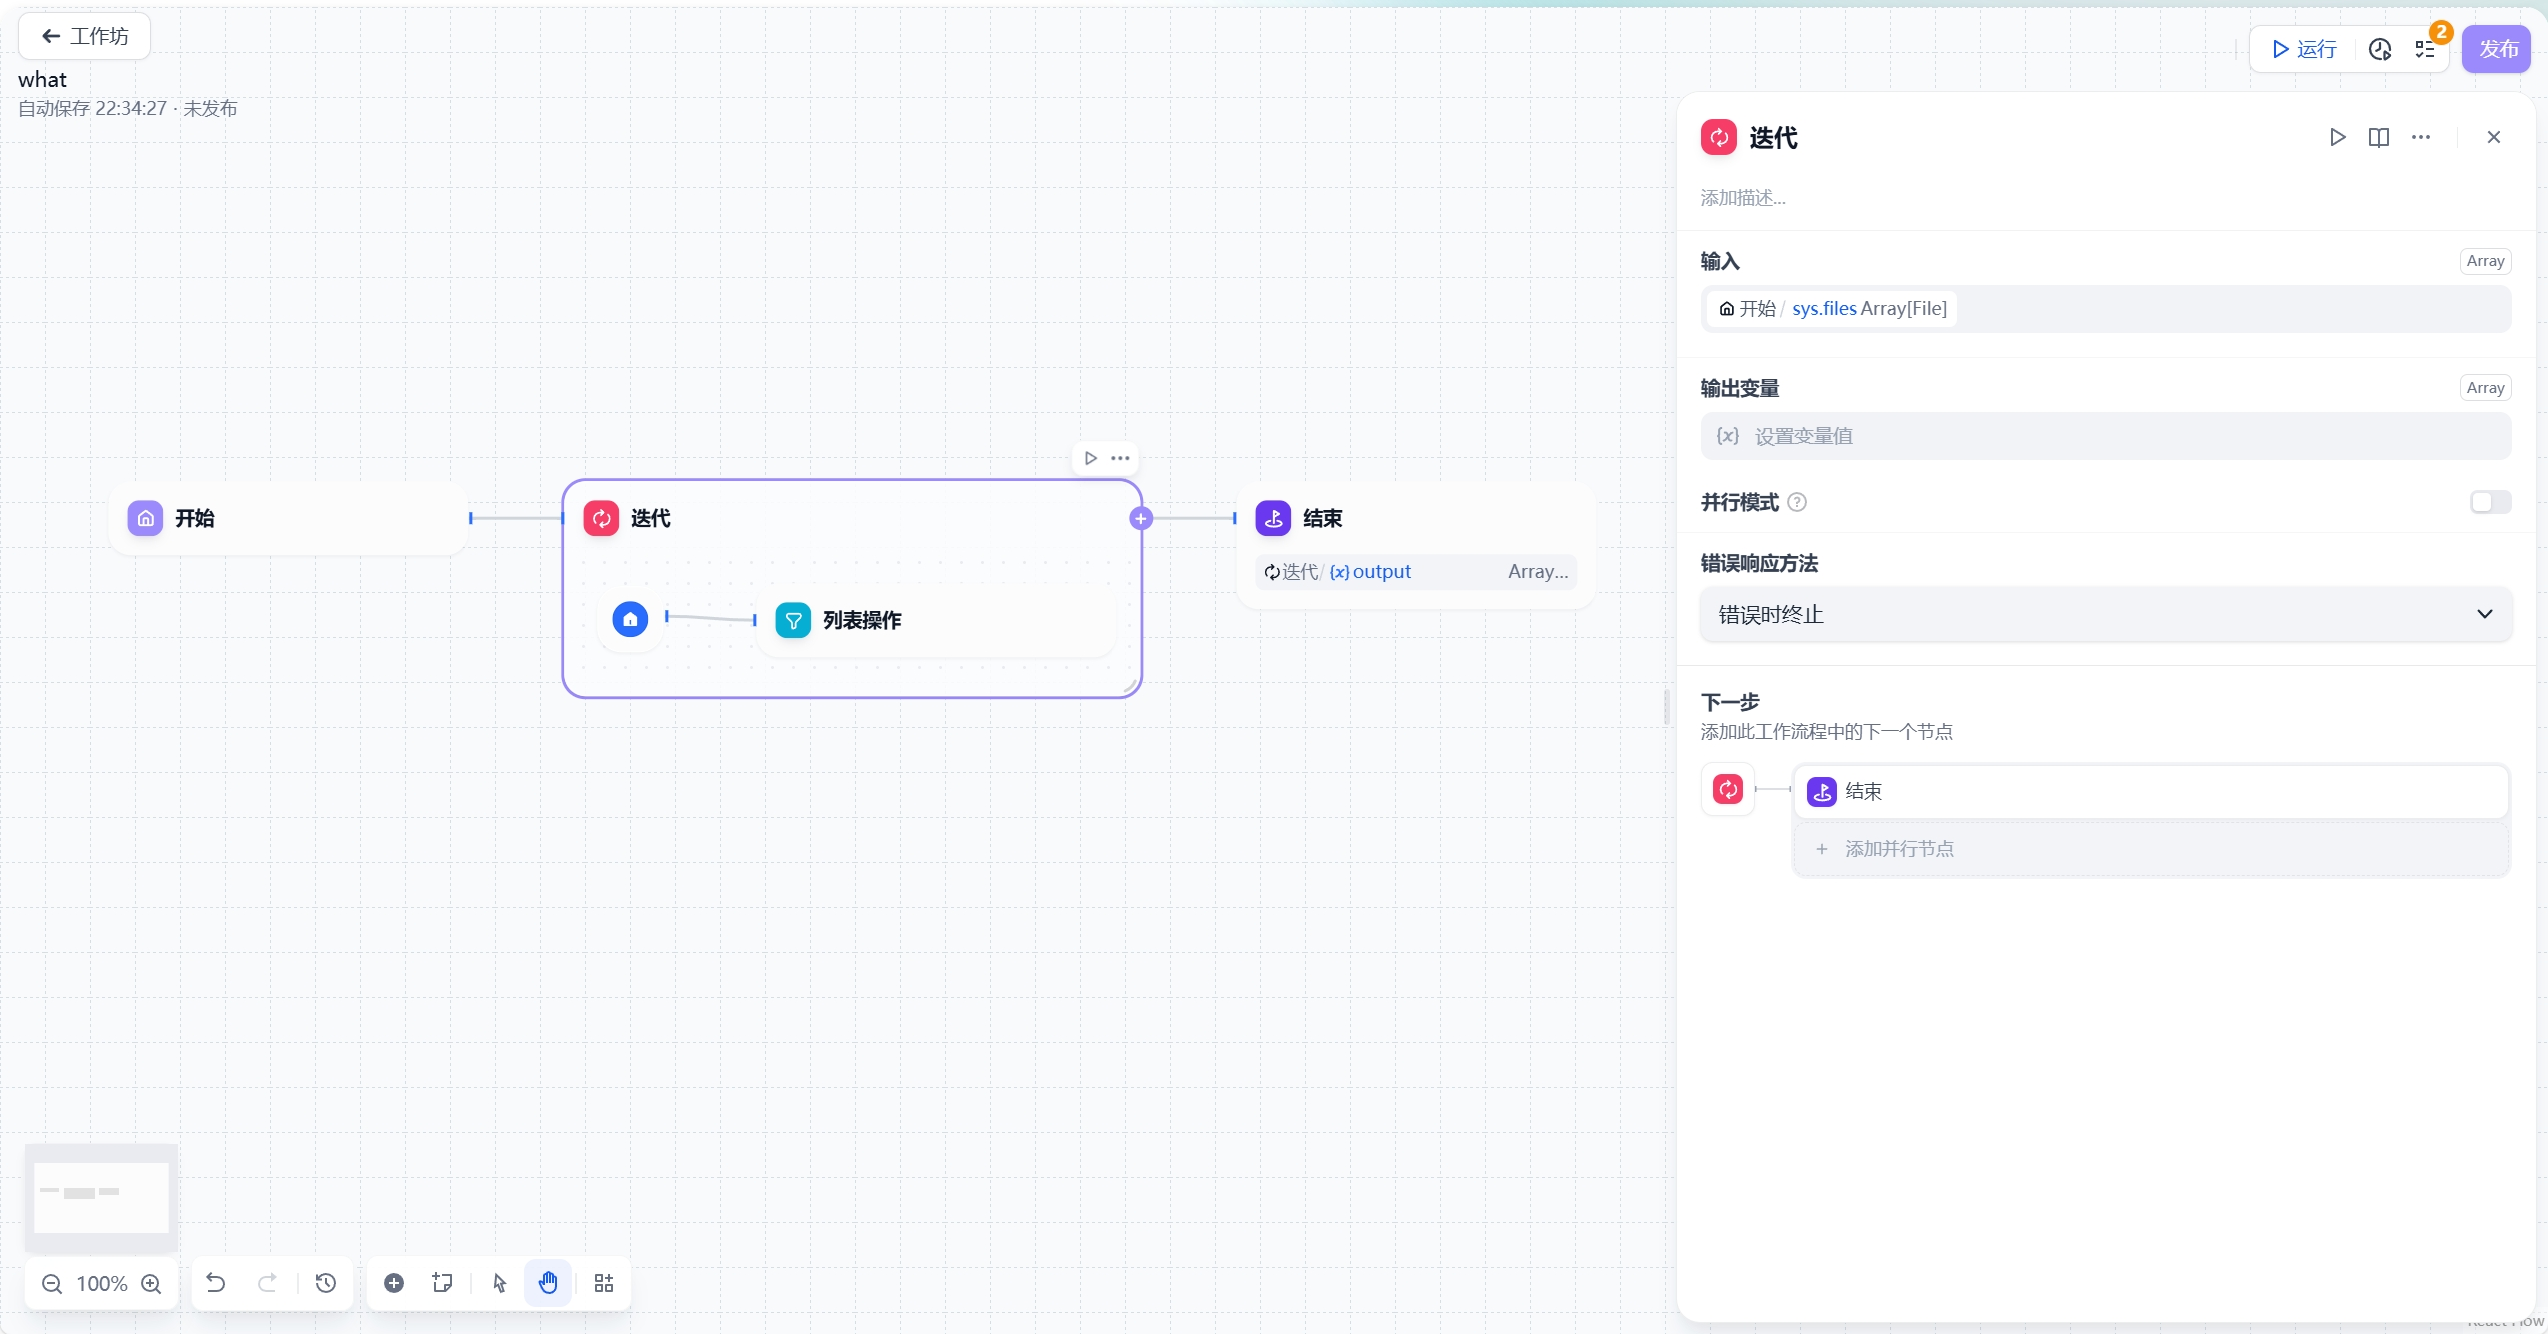 工作坊
what
自动保存 22:34:27 · 未发布
运行
2
发布
开始
迭代
列表操作
结束
迭代/{x}output Array...
迭代
添加描述...
输入 Array
开始/ sys.files Array[File]
输出变量 Array
{x} 设置变量值
并行模式
错误响应方法
错误时终止
下一步
添加此工作流程中的下一个节点
结束
+ 添加并行节点
100%
React Flow